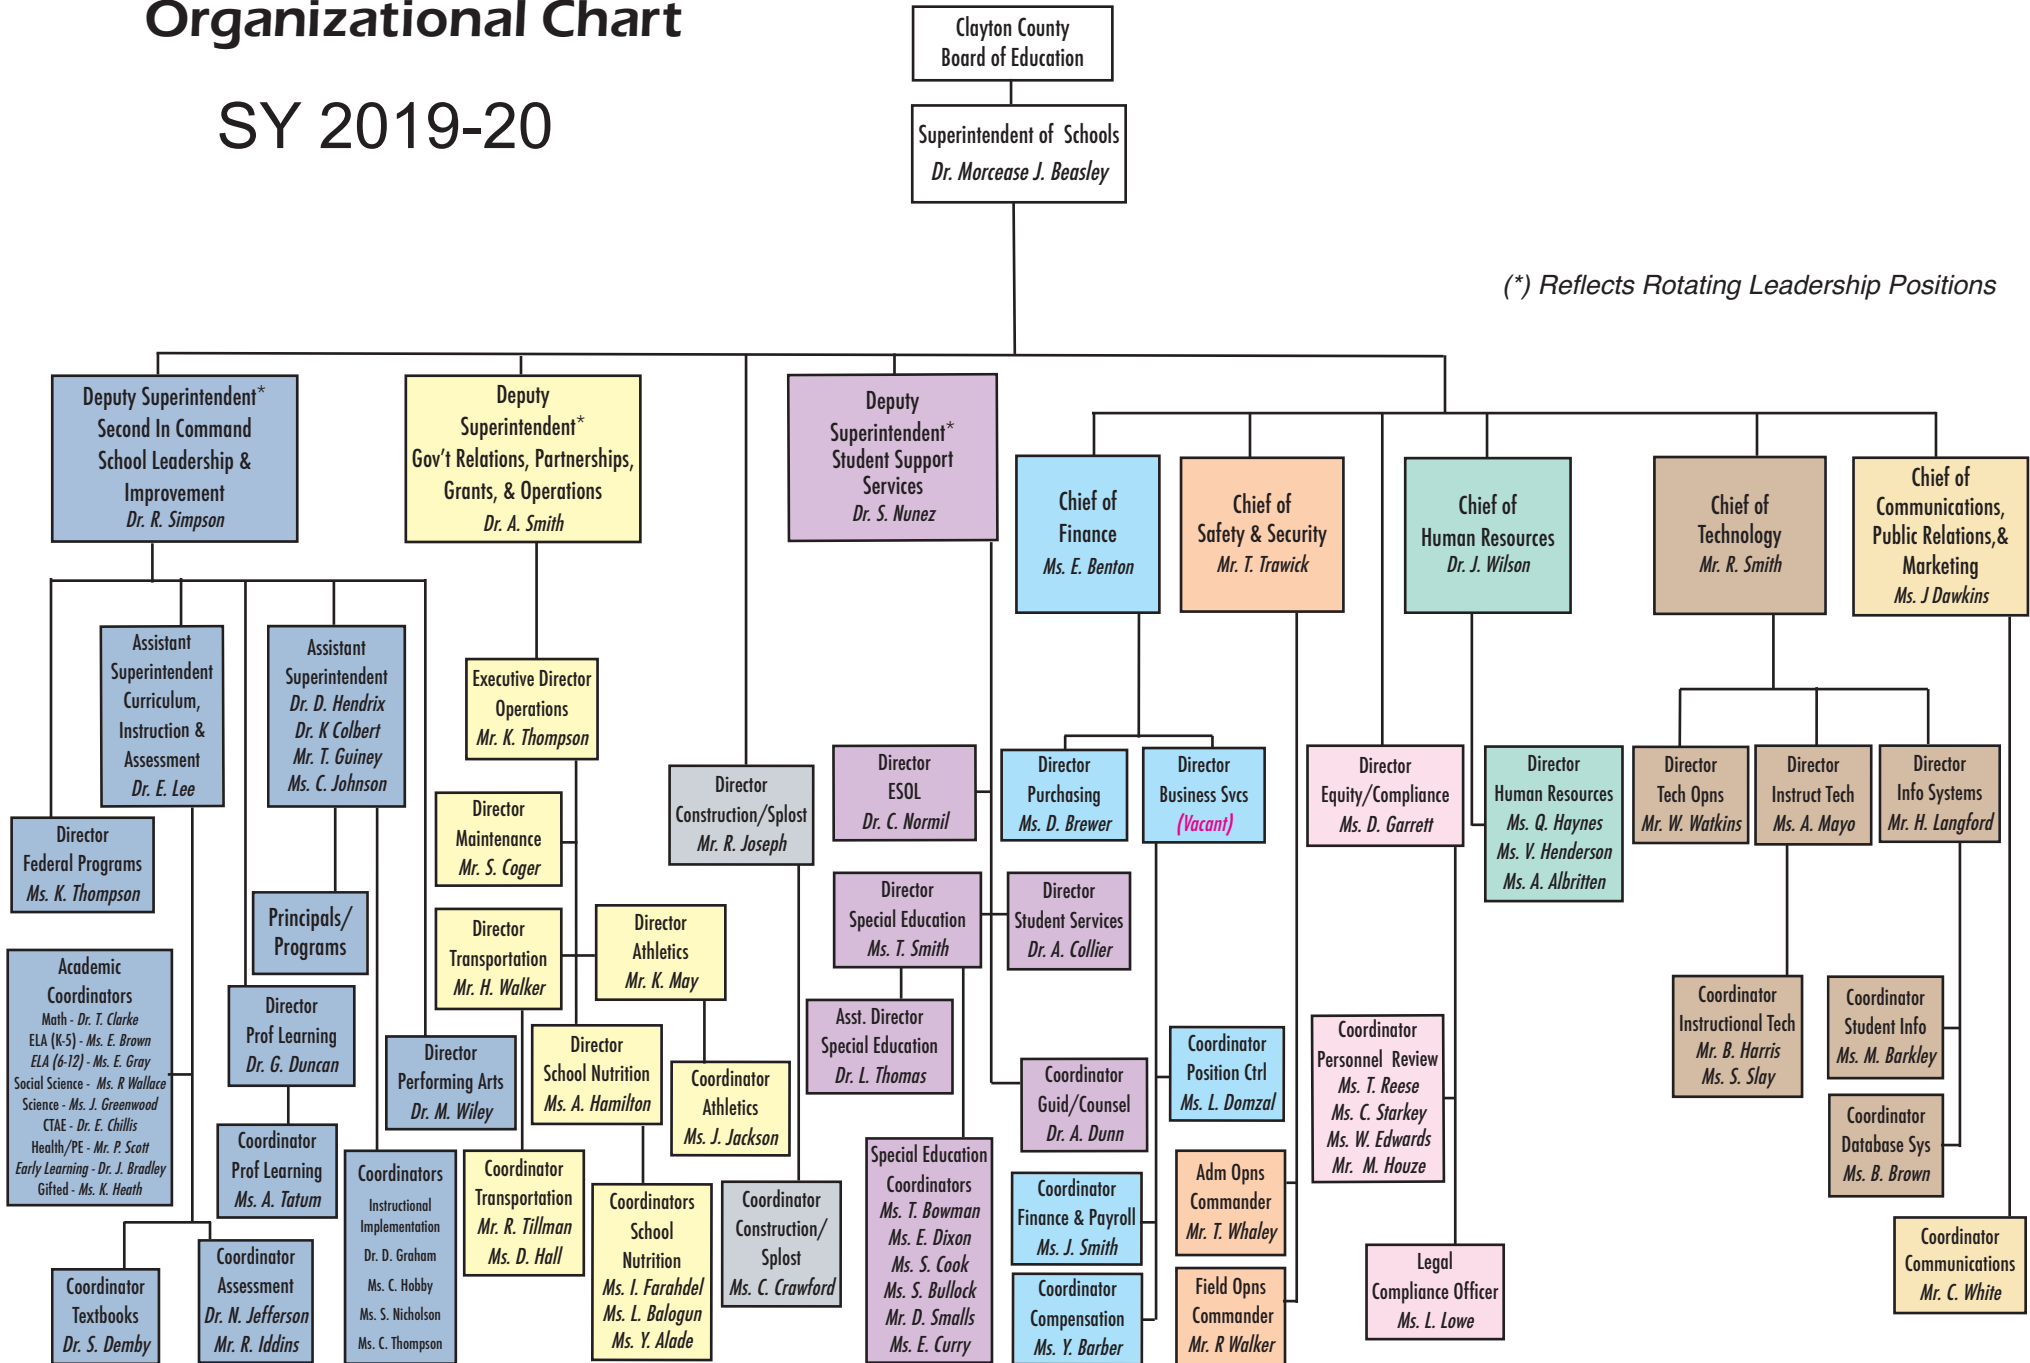 Organizational Chart
SY 2019-20
Clayton County
Board of Education
Superintendent of Schools
Dr. Morcease J. Beasley
(*) Reflects Rotating Leadership Positions
Deputy Superintendent*
Second In Command
School Leadership &
Improvement
Dr. R. Simpson
Deputy
Superintendent*
Gov't Relations, Partnerships,
Grants, & Operations
Dr. A. Smith
Deputy
Superintendent*
Student Support
Services
Dr. S. Nunez
Chief of
Finance
Ms. E. Benton
Chief of
Safety & Security
Mr. T. Trawick
Chief of
Human Resources
Dr. J. Wilson
Chief of
Technology
Mr. R. Smith
Chief of
Communications,
Public Relations,&
Marketing
Ms. J Dawkins
Assistant
Superintendent
Curriculum,
Instruction &
Assessment
Dr. E. Lee
Assistant
Superintendent
Dr. D. Hendrix
Dr. K Colbert
Mr. T. Guiney
Ms. C. Johnson
Executive Director
Operations
Mr. K. Thompson
Director
Federal Programs
Ms. K. Thompson
Director
Maintenance
Mr. S. Coger
Director
Construction/Splost
Mr. R. Joseph
Director
ESOL
Dr. C. Normil
Director
Purchasing
Ms. D. Brewer
Director
Business Svcs
(Vacant)
Director
Equity/Compliance
Ms. D. Garrett
Director
Human Resources
Ms. Q. Haynes
Ms. V. Henderson
Ms. A. Albritten
Director
Tech Opns
Mr. W. Watkins
Director
Instruct Tech
Ms. A. Mayo
Director
Info Systems
Mr. H. Langford
Principals/
Programs
Director
Transportation
Mr. H. Walker
Director
Athletics
Mr. K. May
Director
Special Education
Ms. T. Smith
Director
Student Services
Dr. A. Collier
Academic
Coordinators
Math - Dr. T. Clarke
ELA (K-5) - Ms. E. Brown
ELA (6-12) - Ms. E. Gray
Social Science - Ms. R Wallace
Science - Ms. J. Greenwood
CTAE - Dr. E. Chillis
Health/PE - Mr. P. Scott
Early Learning - Dr. J. Bradley
Gifted - Ms. K. Heath
Director
Prof Learning
Dr. G. Duncan
Director
Performing Arts
Dr. M. Wiley
Director
School Nutrition
Ms. A. Hamilton
Coordinator
Athletics
Ms. J. Jackson
Asst. Director
Special Education
Dr. L. Thomas
Coordinator
Guid/Counsel
Dr. A. Dunn
Coordinator
Position Ctrl
Ms. L. Domzal
Coordinator
Personnel Review
Ms. T. Reese
Ms. C. Starkey
Ms. W. Edwards
Mr. M. Houze
Coordinator
Instructional Tech
Mr. B. Harris
Ms. S. Slay
Coordinator
Student Info
Ms. M. Barkley
Coordinator
Database Sys
Ms. B. Brown
Coordinator
Prof Learning
Ms. A. Tatum
Coordinators
Instructional
Implementation
Dr. D. Graham
Ms. C. Hobby
Ms. S. Nicholson
Ms. C. Thompson
Coordinator
Transportation
Mr. R. Tillman
Ms. D. Hall
Coordinators
School
Nutrition
Ms. I. Farahdel
Ms. L. Balogun
Ms. Y. Alade
Coordinator
Construction/
Splost
Ms. C. Crawford
Special Education
Coordinators
Ms. T. Bowman
Ms. E. Dixon
Ms. S. Cook
Ms. S. Bullock
Mr. D. Smalls
Ms. E. Curry
Coordinator
Finance & Payroll
Ms. J. Smith
Adm Opns
Commander
Mr. T. Whaley
Coordinator
Textbooks
Dr. S. Demby
Coordinator
Assessment
Dr. N. Jefferson
Mr. R. Iddins
Coordinator
Compensation
Ms. Y. Barber
Field Opns
Commander
Mr. R Walker
Legal
Compliance Officer
Ms. L. Lowe
Coordinator
Communications
Mr. C. White